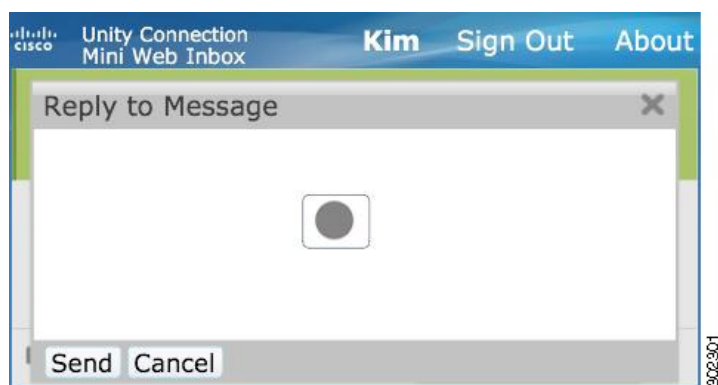 cisco
Unity Connection
Mini Web Inbox
Kim Sign Out About
Reply to Message
Send Cancel
302301